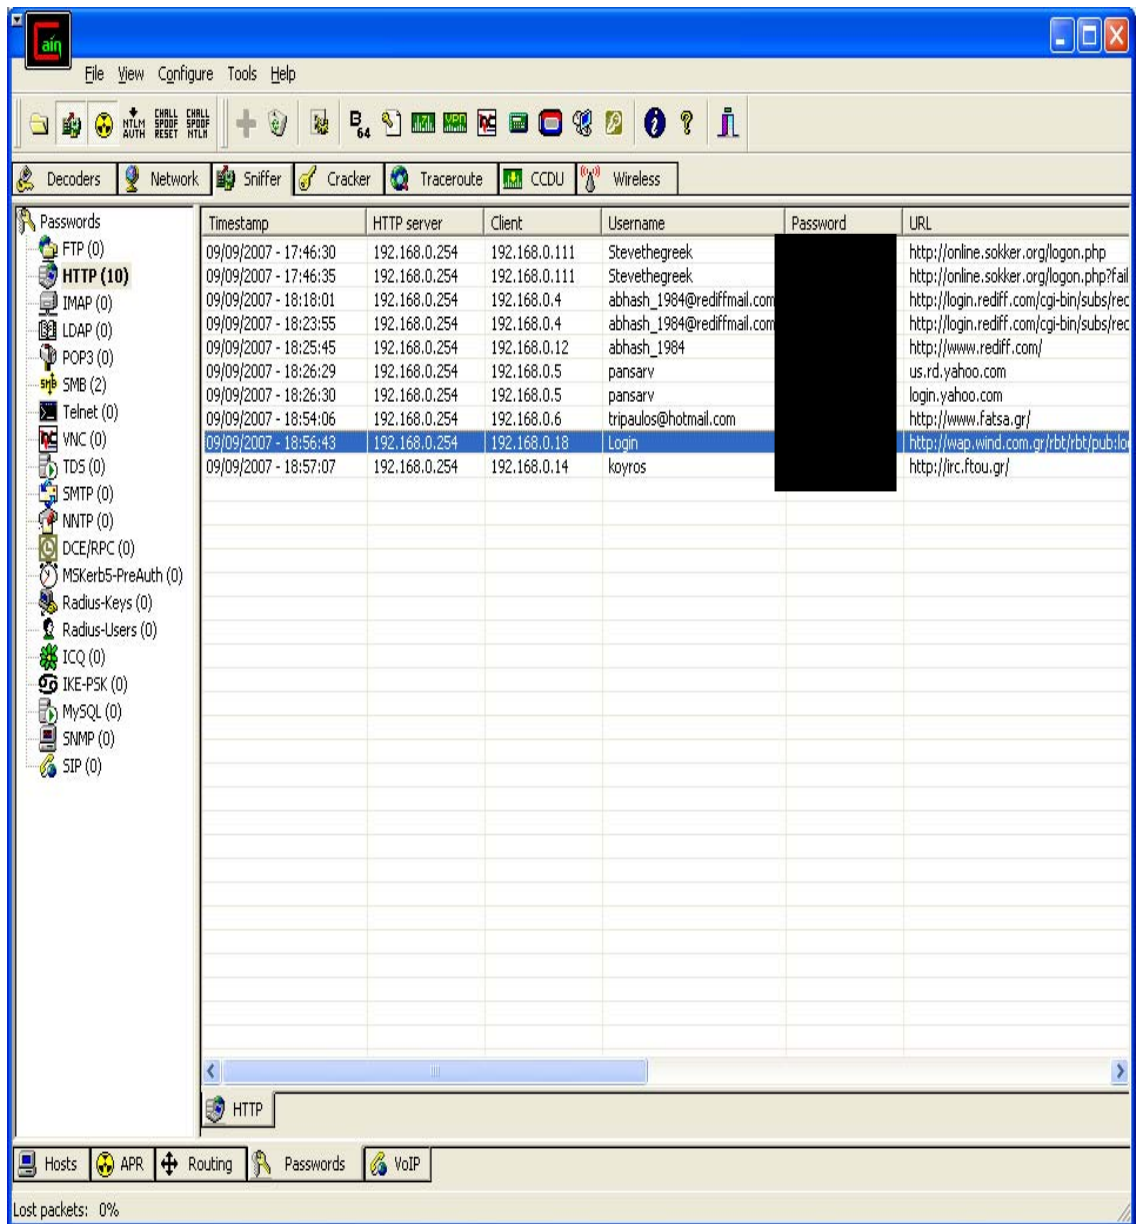 ain
File View Configure Tools Help
NTLM AUTH
CHALL SPOOF RESET
CHALL SPOOF NTLM
B 64
Decoders Network Sniffer Cracker Traceroute CCDU Wireless
Passwords
FTP (0)
HTTP (10)
IMAP (0)
LDAP (0)
POP3 (0)
SMB (2)
Telnet (0)
VNC (0)
TDS (0)
SMTP (0)
NNTP (0)
DCE/RPC (0)
MSKerb5-PreAuth (0)
Radius-Keys (0)
Radius-Users (0)
ICQ (0)
IKE-PSK (0)
MySQL (0)
SNMP (0)
SIP (0)
Timestamp HTTP server Client Username Password URL
09/09/2007 - 17:46:30 192.168.0.254 192.168.0.111 Stevethegreek http://online.sokker.org/logon.php
09/09/2007 - 17:46:35 192.168.0.254 192.168.0.111 Stevethegreek http://online.sokker.org/logon.php?fail
09/09/2007 - 18:18:01 192.168.0.254 192.168.0.4 abhash_1984@rediffmail.com http://login.rediff.com/cgi-bin/subs/rec
09/09/2007 - 18:23:55 192.168.0.254 192.168.0.4 abhash_1984@rediffmail.com http://login.rediff.com/cgi-bin/subs/rec
09/09/2007 - 18:25:45 192.168.0.254 192.168.0.12 abhash_1984 http://www.rediff.com/
09/09/2007 - 18:26:29 192.168.0.254 192.168.0.5 pansarv us.rd.yahoo.com
09/09/2007 - 18:26:30 192.168.0.254 192.168.0.5 pansarv login.yahoo.com
09/09/2007 - 18:54:06 192.168.0.254 192.168.0.6 tripaulos@hotmail.com http://www.fatsa.gr/
09/09/2007 - 18:56:43 192.168.0.254 192.168.0.18 Login http://wap.wind.com.gr/rbt/rbt/pub:lo
09/09/2007 - 18:57:07 192.168.0.254 192.168.0.14 koyros http://irc.ftou.gr/
HTTP
Hosts APR Routing Passwords VoIP
Lost packets: 0%